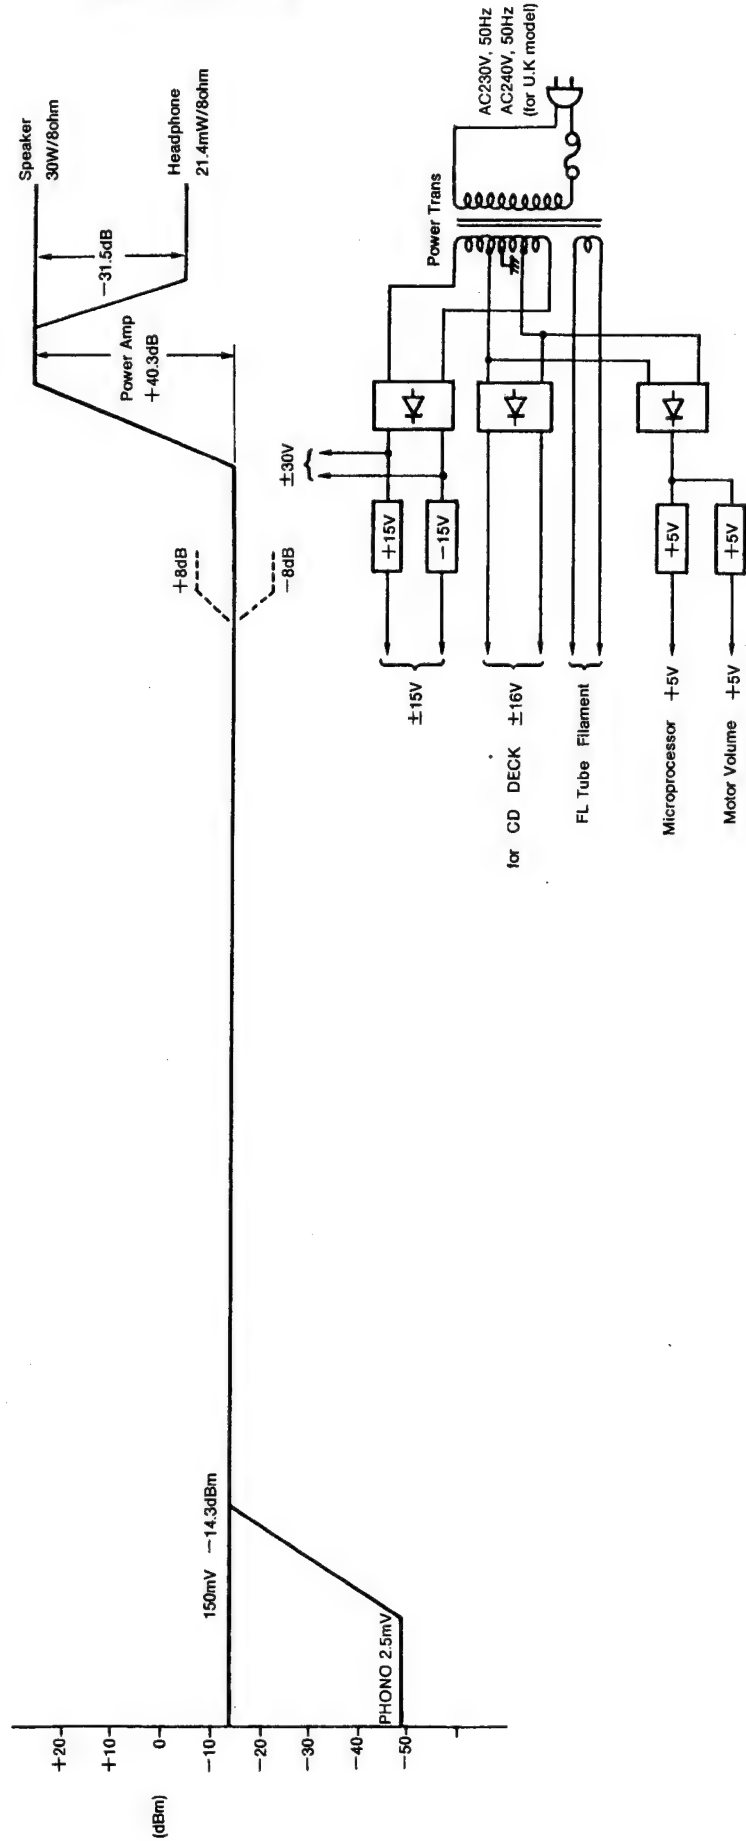 (dBm)
+20
+10
0
−10
−20
−30
−40
−50
150mV −14.3dBm
PHONO 2.5mV
+8dB
−8dB
Power Amp
+40.3dB
−31.5dB
Speaker
30W/8ohm
Headphone
21.4mW/8ohm
±15V
for CD DECK ±16V
FL Tube Filament
Microprocessor +5V
Motor Volume +5V
+15V
−15V
+5V
+5V
±30V
Power Trans
AC230V, 50Hz
AC240V, 50Hz
(for U.K model)